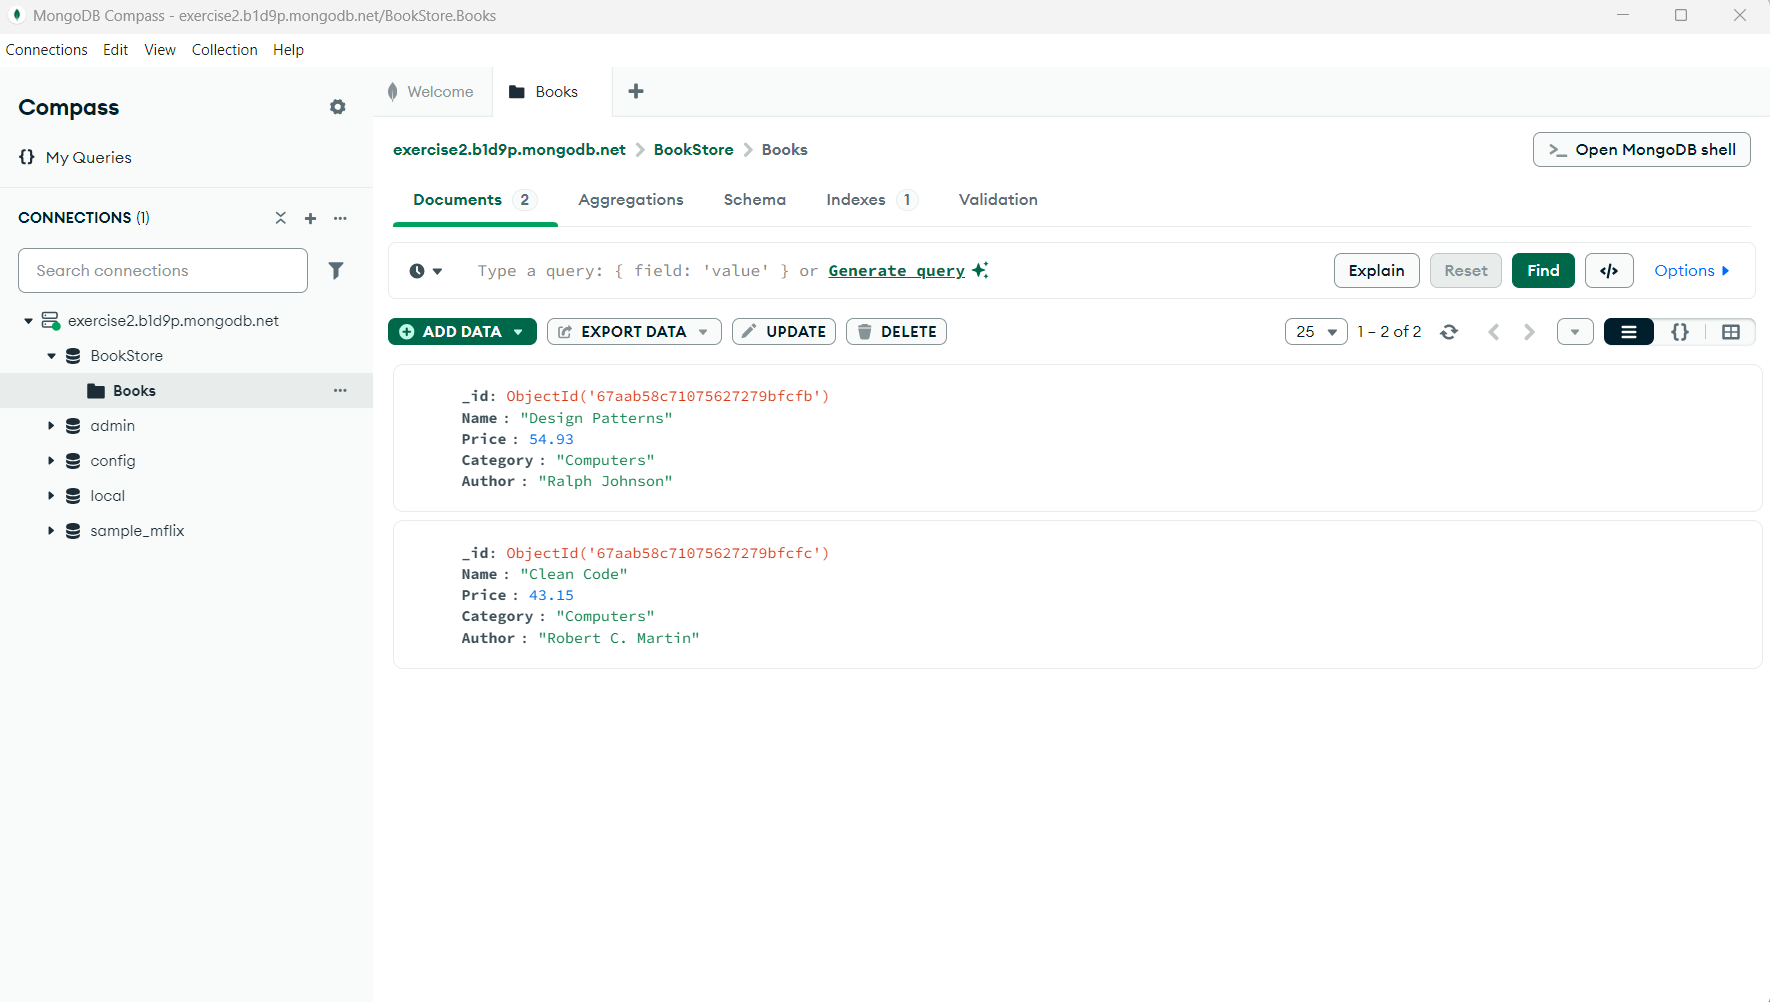 MongoDB Compass - exercise2.b1d9p.mongodb.net/BookStore.Books
Connections Edit View Collection Help
Compass
{} My Queries
CONNECTIONS (1)
Search connections
exercise2.b1d9p.mongodb.net
BookStore
Books
admin
config
local
sample_mflix
Welcome
Books
exercise2.b1d9p.mongodb.net > BookStore > Books
>_ Open MongoDB shell
Documents 2 Aggregations Schema Indexes 1 Validation
Type a query: { field: 'value' } or Generate query
Explain Reset Find </> Options
ADD DATA EXPORT DATA UPDATE DELETE
25 1 – 2 of 2 {}
_id: ObjectId('67aab58c71075627279bfcfb')
Name : "Design Patterns"
Price : 54.93
Category : "Computers"
Author : "Ralph Johnson"
_id: ObjectId('67aab58c71075627279bfcfc')
Name : "Clean Code"
Price : 43.15
Category : "Computers"
Author : "Robert C. Martin"